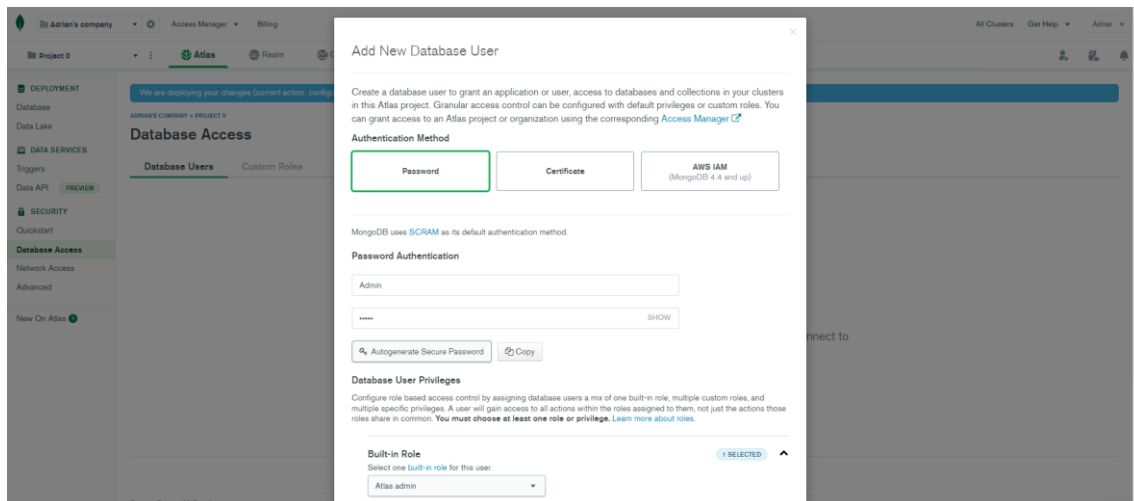 Adrian's company
Access Manager
Billing
All Clusters
Get Help
Adrian
Project 0
Atlas
Realm
Add New Database User
DEPLOYMENT
Database
Data Lake
DATA SERVICES
Triggers
Data API PREVIEW
SECURITY
Quickstart
Database Access
Network Access
Advanced
New On Atlas
We are deploying your changes (current action: configu
ADRIAN'S COMPANY > PROJECT 0
Database Access
Database Users
Custom Roles
Create a database user to grant an application or user, access to databases and collections in your clusters
in this Atlas project. Granular access control can be configured with default privileges or custom roles. You
can grant access to an Atlas project or organization using the corresponding Access Manager
Authentication Method
Password
Certificate
AWS IAM
(MongoDB 4.4 and up)
MongoDB uses SCRAM as its default authentication method.
Password Authentication
Admin
•••••
SHOW
Autogenerate Secure Password
Copy
nnect to
Database User Privileges
Configure role based access control by assigning database users a mix of one built-in role, multiple custom roles, and
multiple specific privileges. A user will gain access to all actions within the roles assigned to them, not just the actions those
roles share in common. You must choose at least one role or privilege. Learn more about roles.
Built-in Role
1 SELECTED
Select one built-in role for this user.
Atlas admin